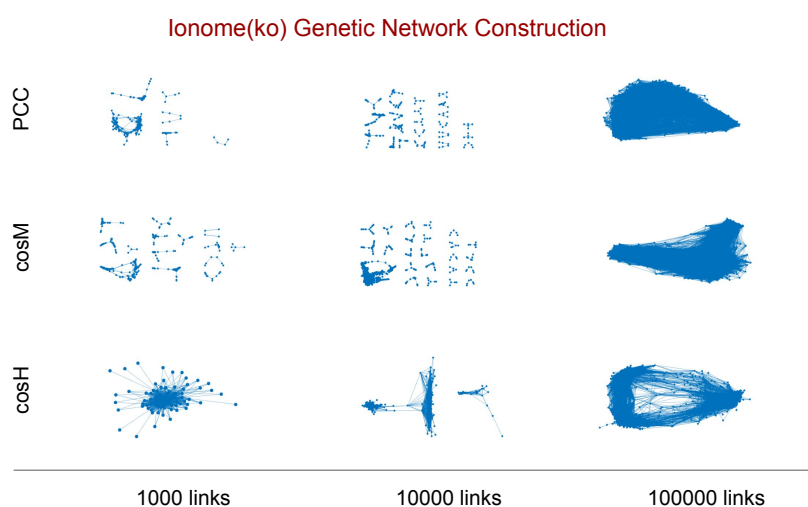 Ionome(ko) Genetic Network Construction
PCC
cosM
cosH
1000 links
10000 links
100000 links